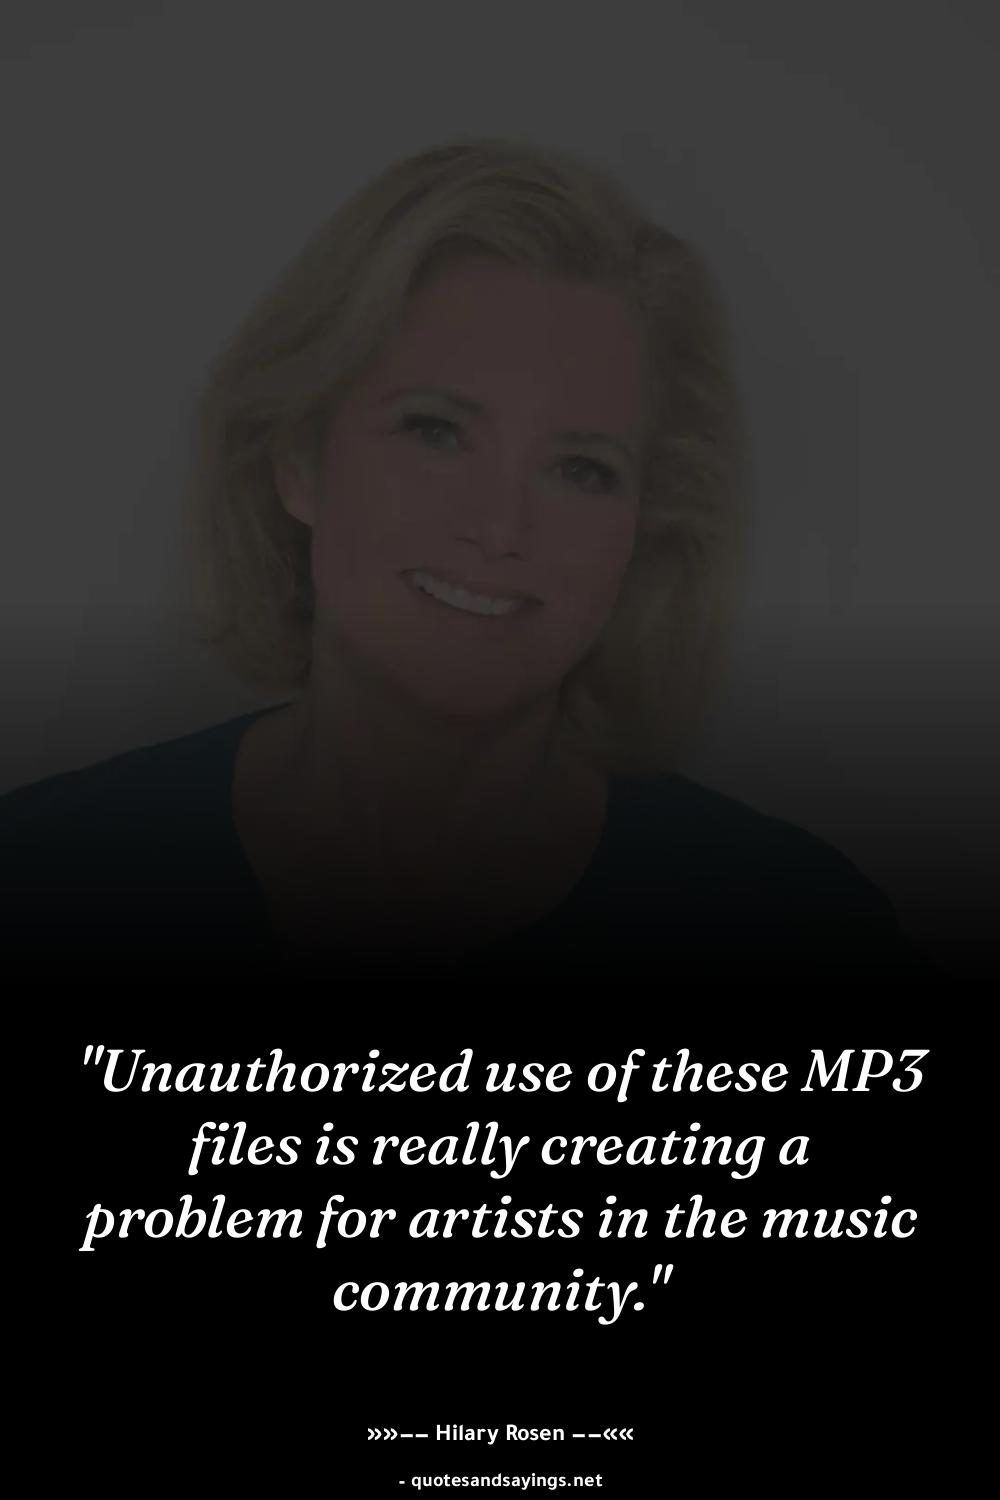 "Unauthorized use of these MP3
files is really creating a
problem for artists in the music
community."
»»−− Hilary Rosen −−««
- quotesandsayings.net